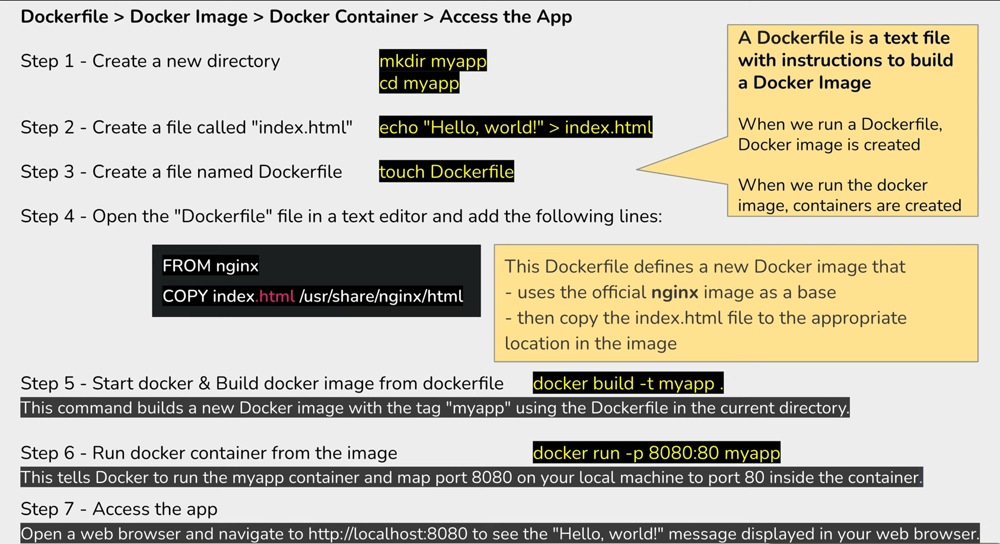 Dockerfile > Docker Image > Docker Container > Access the App
A Dockerfile is a text file
with instructions to build
a Docker Image
When we run a Dockerfile,
Docker image is created
When we run the docker
image, containers are created
Step 1 - Create a new directory
mkdir myapp
cd myapp
Step 2 - Create a file called "index.html"
echo "Hello, world!" > index.html
Step 3 - Create a file named Dockerfile
touch Dockerfile
Step 4 - Open the "Dockerfile" file in a text editor and add the following lines:
FROM nginx
COPY index.html /usr/share/nginx/html
This Dockerfile defines a new Docker image that
- uses the official nginx image as a base
- then copy the index.html file to the appropriate
location in the image
Step 5 - Start docker & Build docker image from dockerfile
docker build -t myapp .
This command builds a new Docker image with the tag "myapp" using the Dockerfile in the current directory.
Step 6 - Run docker container from the image
docker run -p 8080:80 myapp
This tells Docker to run the myapp container and map port 8080 on your local machine to port 80 inside the container.
Step 7 - Access the app
Open a web browser and navigate to http://localhost:8080 to see the "Hello, world!" message displayed in your web browser.